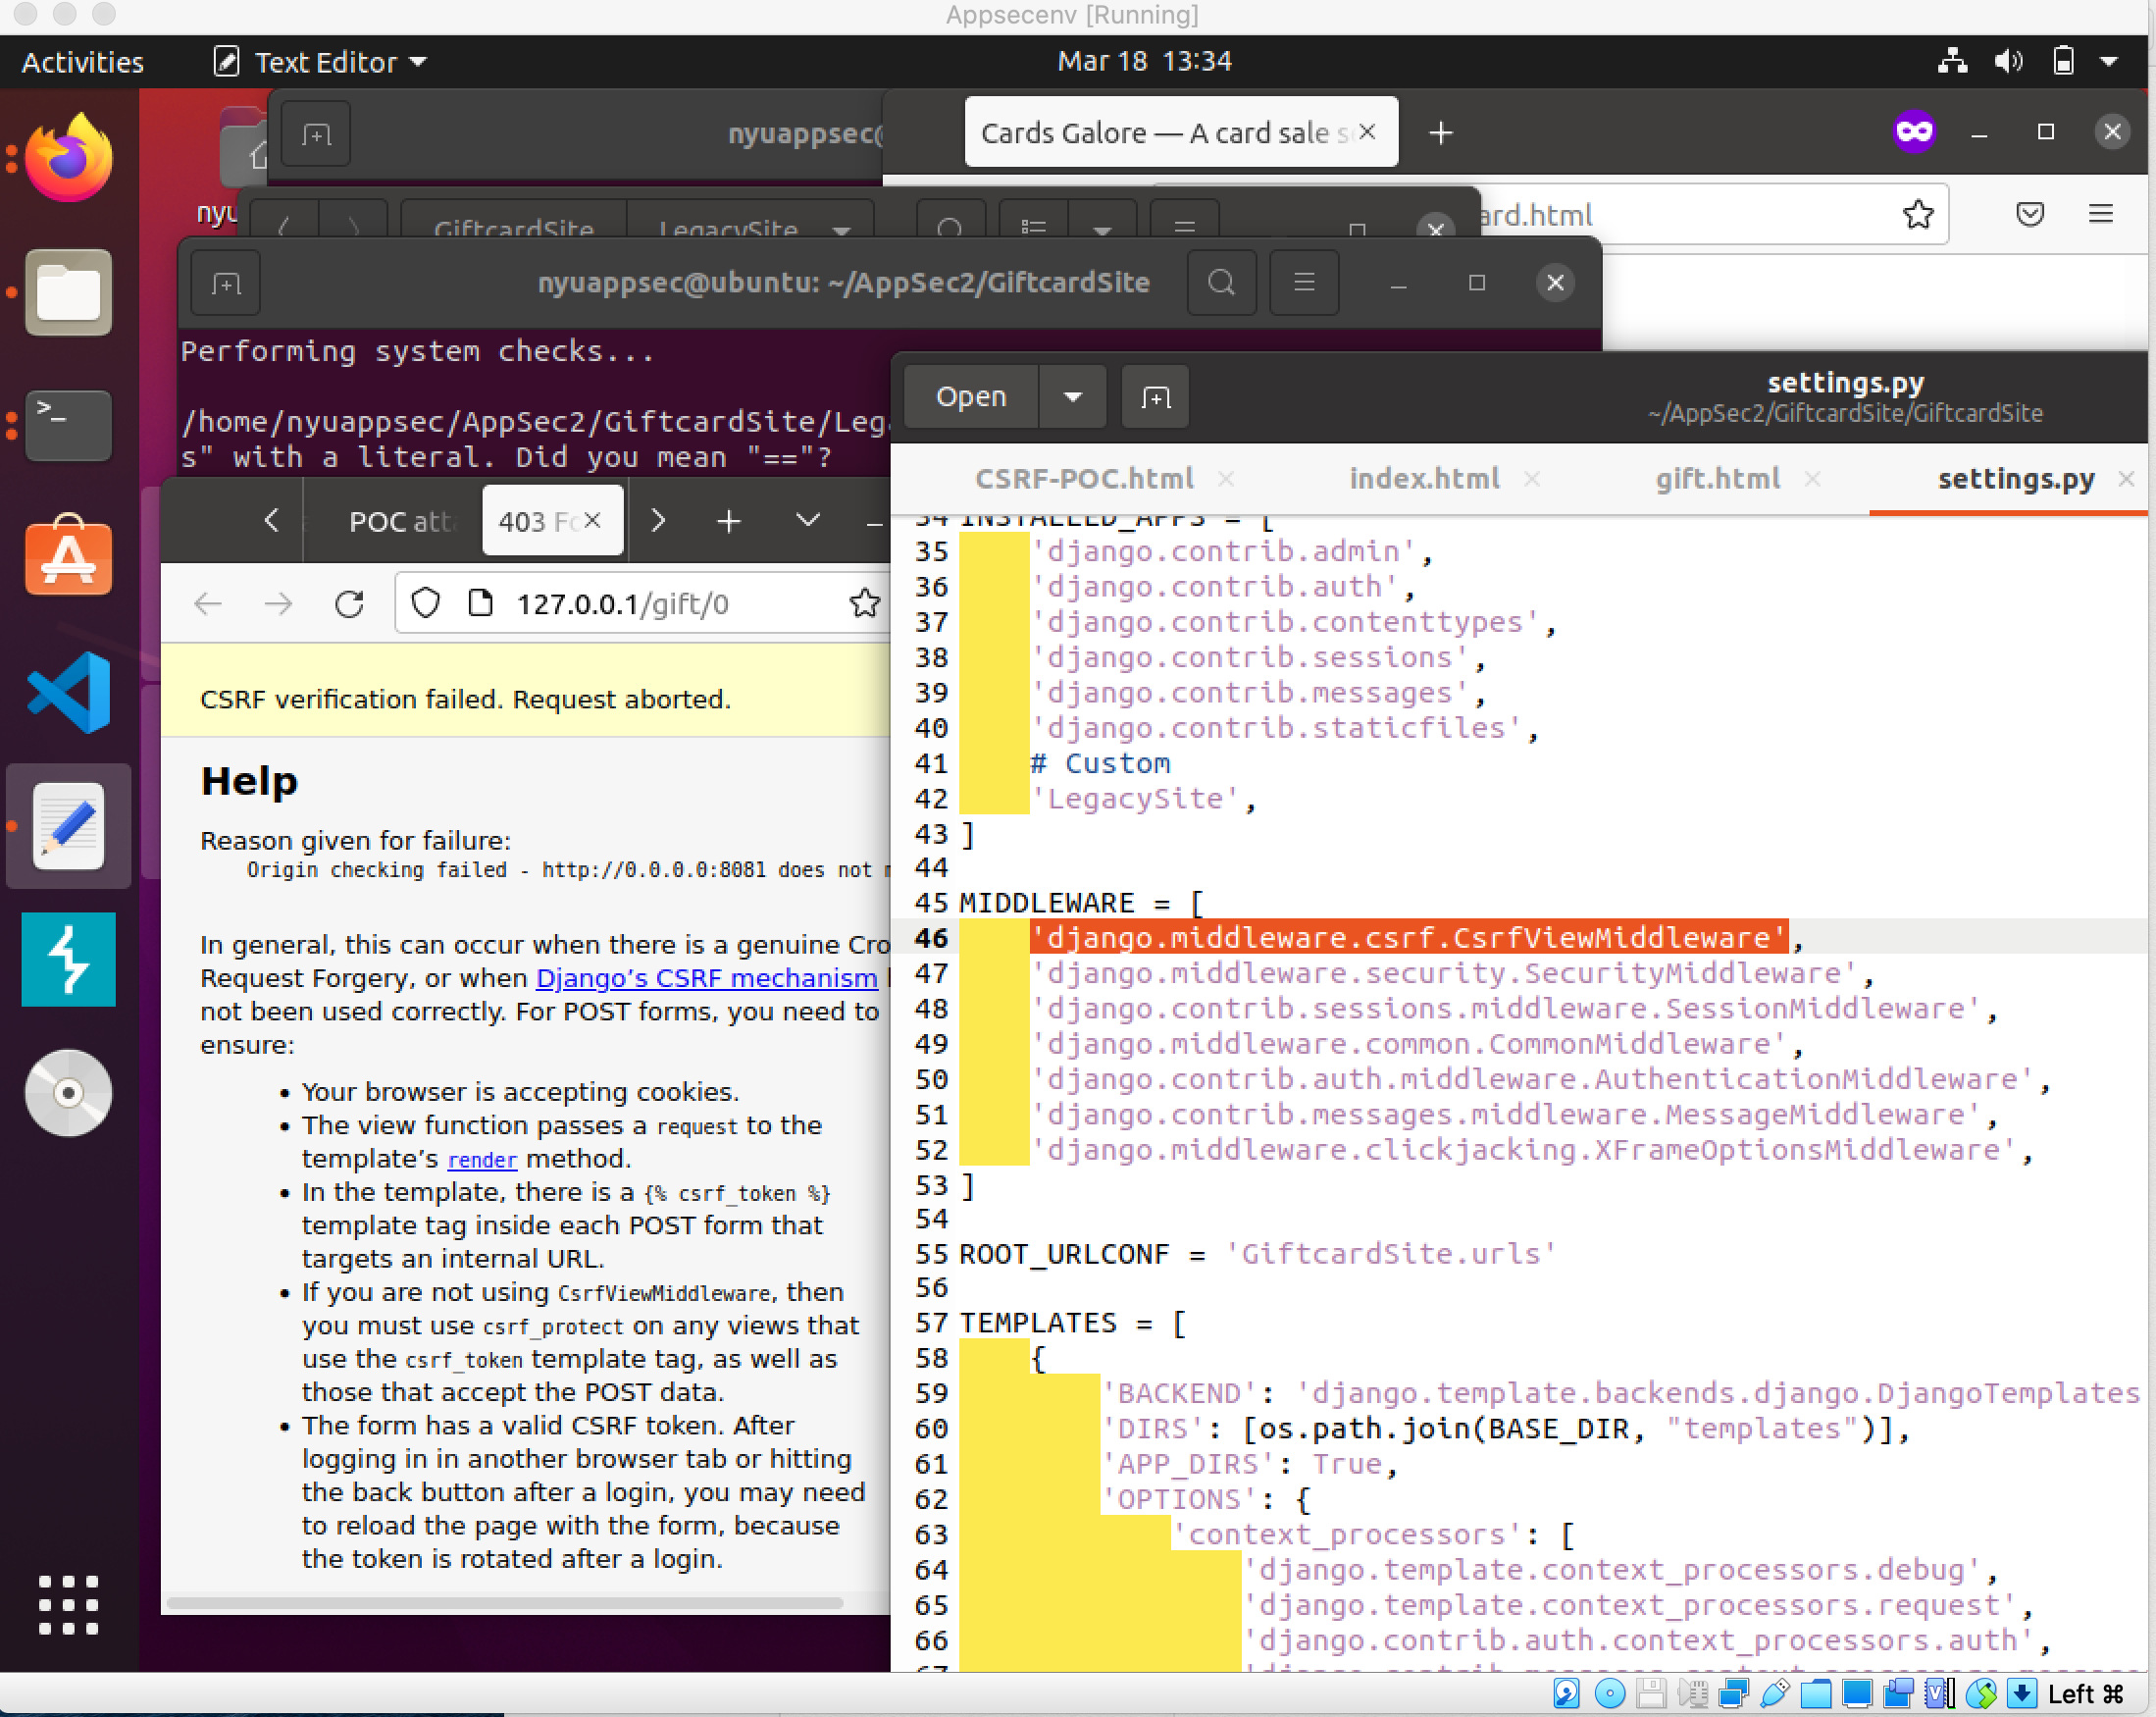 Appsecenv [Running]
Activities
Text Editor
Mar 18 13:34
nyuappsec@
Cards Galore — A card sale s
GiftcardSite
LegacySite
ard.html
nyuappsec@ubuntu: ~/AppSec2/GiftcardSite
Performing system checks...
/home/nyuappsec/AppSec2/GiftcardSite/Leg
s" with a literal. Did you mean "=="?
POC att
403 Fo
127.0.0.1/gift/0
CSRF verification failed. Request aborted.
Help
Reason given for failure:
Origin checking failed - http://0.0.0.0:8081 does not m
In general, this can occur when there is a genuine Cro
Request Forgery, or when Django's CSRF mechanism
not been used correctly. For POST forms, you need to
ensure:
• Your browser is accepting cookies.
• The view function passes a request to the
template's render method.
• In the template, there is a {% csrf_token %}
template tag inside each POST form that
targets an internal URL.
• If you are not using CsrfViewMiddleware, then
you must use csrf_protect on any views that
use the csrf_token template tag, as well as
those that accept the POST data.
• The form has a valid CSRF token. After
logging in in another browser tab or hitting
the back button after a login, you may need
to reload the page with the form, because
the token is rotated after a login.
Open
settings.py
~/AppSec2/GiftcardSite/GiftcardSite
CSRF-POC.html
index.html
gift.html
settings.py
34 INSTALLED_APPS = [
35 'django.contrib.admin',
36 'django.contrib.auth',
37 'django.contrib.contenttypes',
38 'django.contrib.sessions',
39 'django.contrib.messages',
40 'django.contrib.staticfiles',
41 # Custom
42 'LegacySite',
43 ]
44
45 MIDDLEWARE = [
46 'django.middleware.csrf.CsrfViewMiddleware',
47 'django.middleware.security.SecurityMiddleware',
48 'django.contrib.sessions.middleware.SessionMiddleware',
49 'django.middleware.common.CommonMiddleware',
50 'django.contrib.auth.middleware.AuthenticationMiddleware',
51 'django.contrib.messages.middleware.MessageMiddleware',
52 'django.middleware.clickjacking.XFrameOptionsMiddleware',
53 ]
54
55 ROOT_URLCONF = 'GiftcardSite.urls'
56
57 TEMPLATES = [
58 {
59 'BACKEND': 'django.template.backends.django.DjangoTemplates
60 'DIRS': [os.path.join(BASE_DIR, "templates")],
61 'APP_DIRS': True,
62 'OPTIONS': {
63 'context_processors': [
64 'django.template.context_processors.debug',
65 'django.template.context_processors.request',
66 'django.contrib.auth.context_processors.auth',
Left ⌘